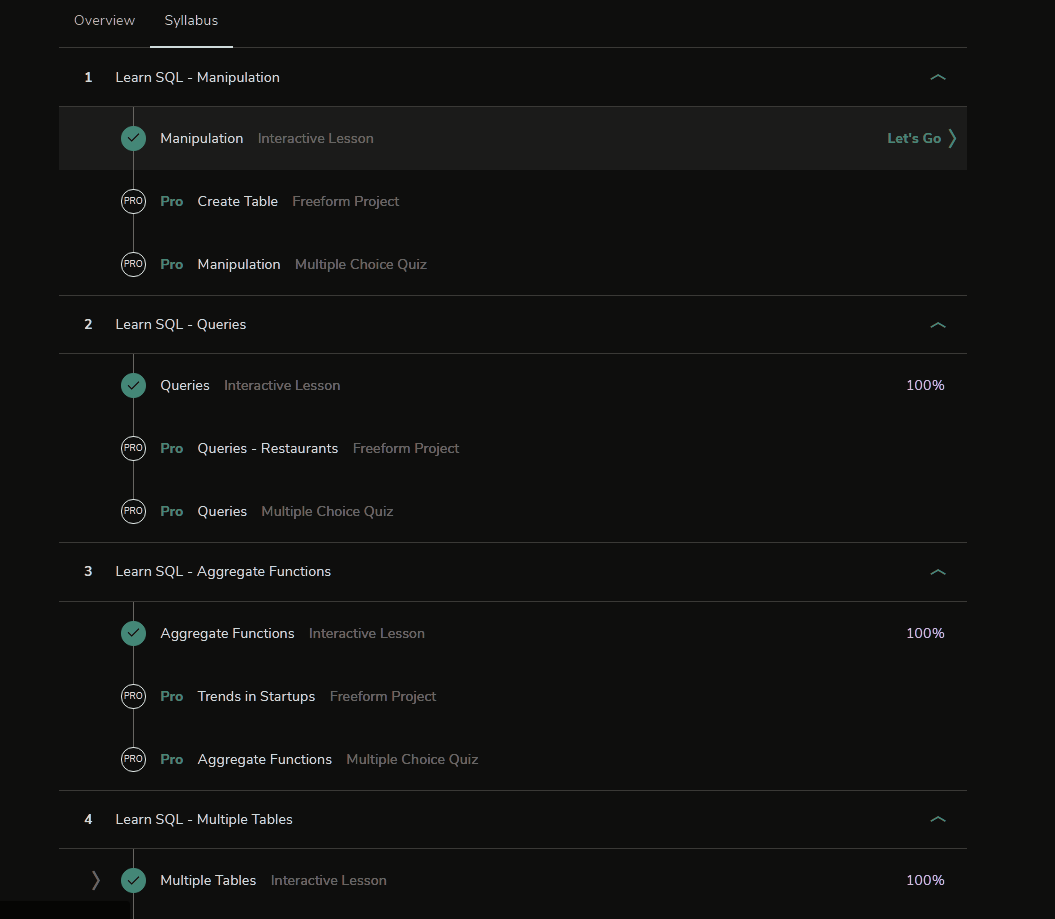 Overview Syllabus
1 Learn SQL - Manipulation
Manipulation Interactive Lesson Let's Go
PRO Pro Create Table Freeform Project
PRO Pro Manipulation Multiple Choice Quiz
2 Learn SQL - Queries
Queries Interactive Lesson 100%
PRO Pro Queries - Restaurants Freeform Project
PRO Pro Queries Multiple Choice Quiz
3 Learn SQL - Aggregate Functions
Aggregate Functions Interactive Lesson 100%
PRO Pro Trends in Startups Freeform Project
PRO Pro Aggregate Functions Multiple Choice Quiz
4 Learn SQL - Multiple Tables
Multiple Tables Interactive Lesson 100%